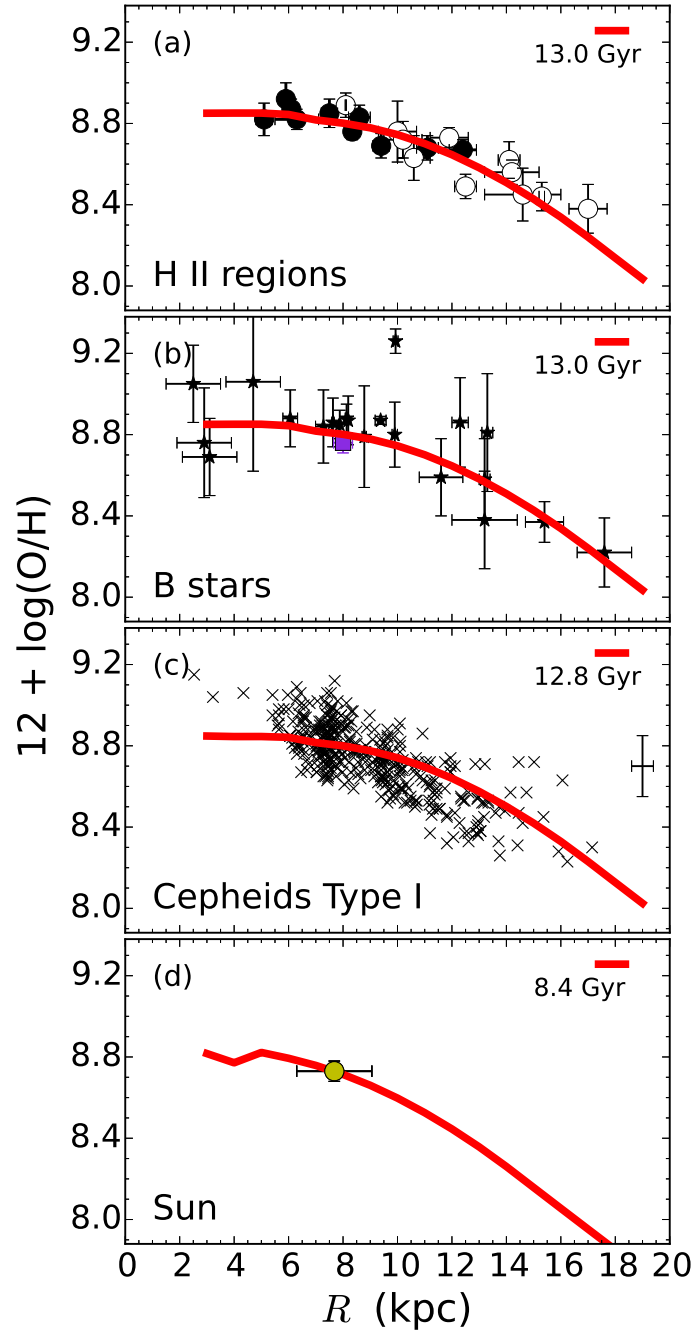 (a)
13.0 Gyr
9.2
8.8
8.4
8.0
H II regions
(b)
13.0 Gyr
9.2
8.8
8.4
8.0
B stars
(c)
12.8 Gyr
9.2
8.8
8.4
8.0
Cepheids Type I
(d)
8.4 Gyr
9.2
8.8
8.4
8.0
Sun
12 + log(O/H)
0 2 4 6 8 10 12 14 16 18 20
R (kpc)